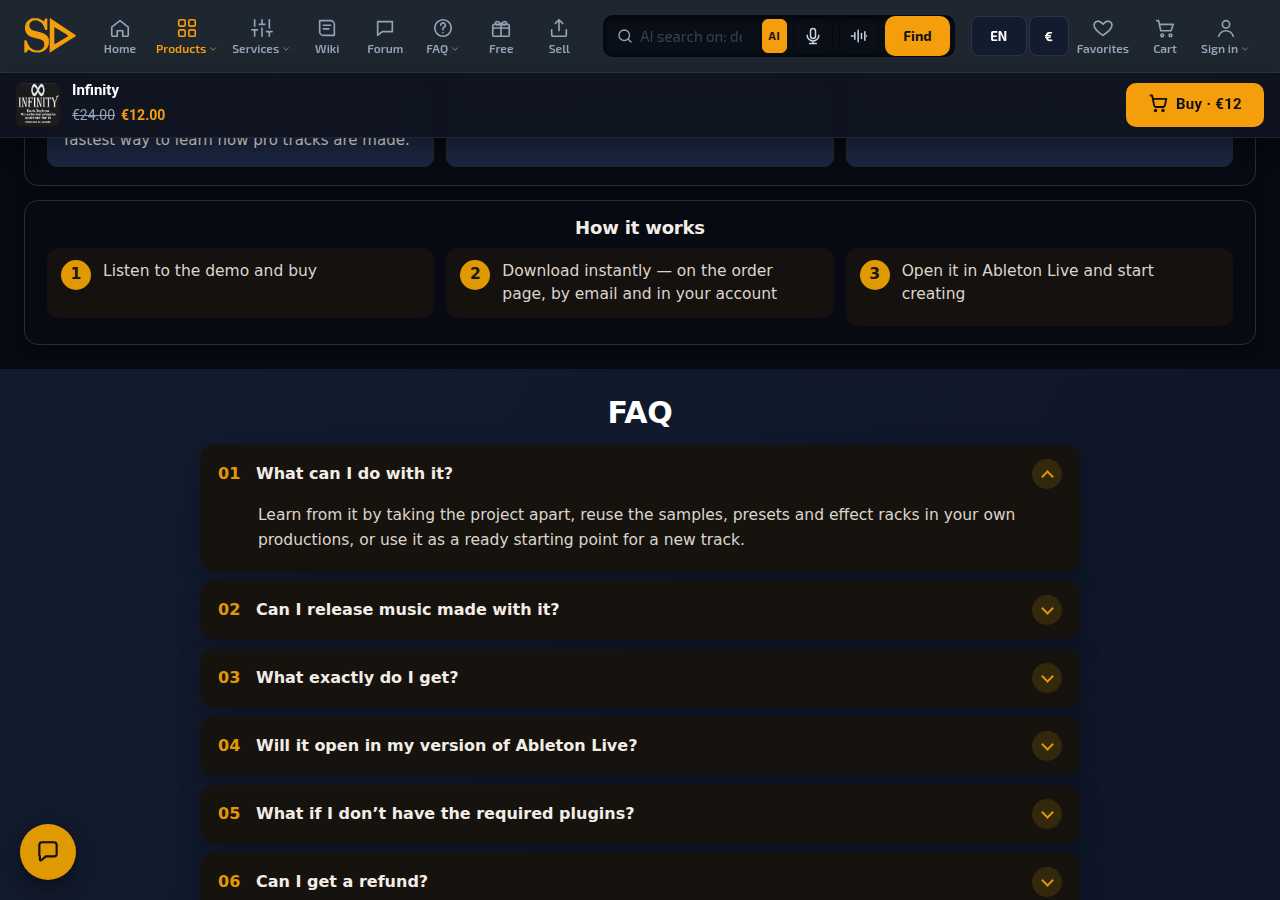 Home
Products
Services
Wiki
Forum
FAQ
Free
Sell
AI search on: de
AI
Find
EN
€
Favorites
Cart
Sign in
INFINITY
Infinity
€24.00 €12.00
Buy · €12
fastest way to learn how pro tracks are made.
How it works
1 Listen to the demo and buy
2 Download instantly — on the order
page, by email and in your account
3 Open it in Ableton Live and start
creating
FAQ
01 What can I do with it?
Learn from it by taking the project apart, reuse the samples, presets and effect racks in your own
productions, or use it as a ready starting point for a new track.
02 Can I release music made with it?
03 What exactly do I get?
04 Will it open in my version of Ableton Live?
05 What if I don’t have the required plugins?
06 Can I get a refund?